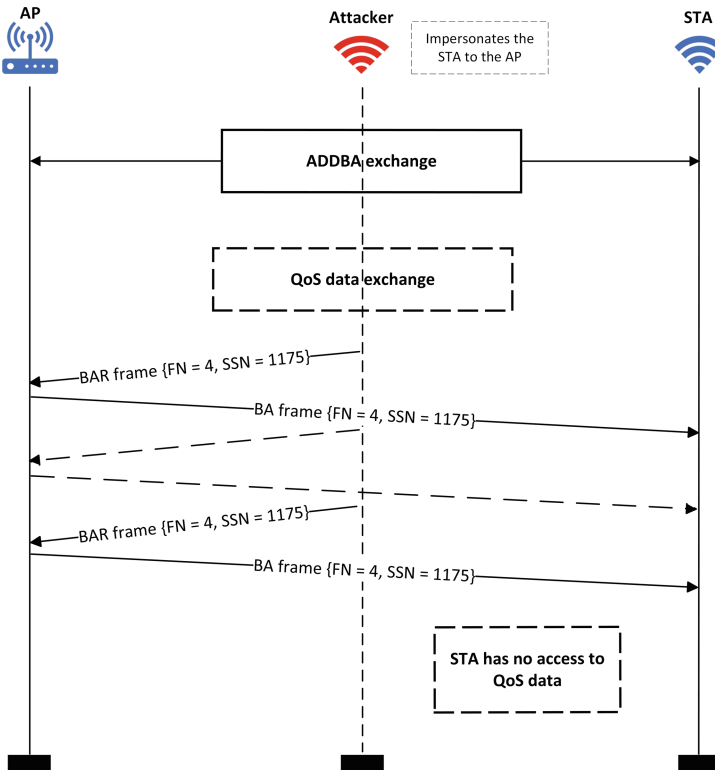 AP
Attacker
STA
Impersonates the
STA to the AP
ADDBA exchange
QoS data exchange
BAR frame {FN = 4, SSN = 1175}
BA frame {FN = 4, SSN = 1175}
BAR frame {FN = 4, SSN = 1175}
BA frame {FN = 4, SSN = 1175}
STA has no access to
QoS data